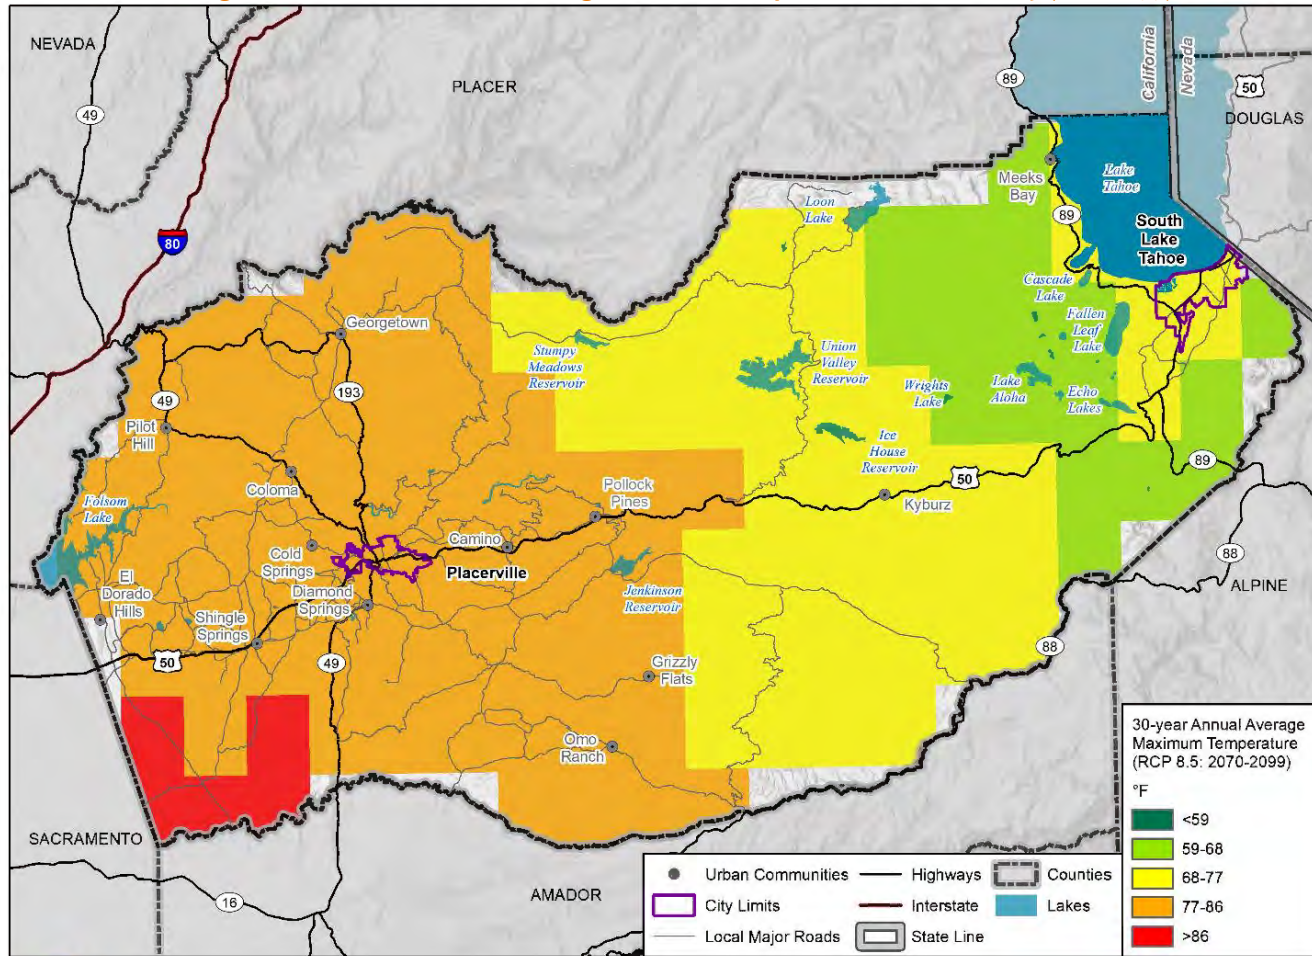 NEVADA
PLACER
89
California
Nevada
50
DOUGLAS
49
Meeks
Bay
Lake
Tahoe
Loon
Lake
89
South
Lake
Tahoe
80
Cascade
Lake
Georgetown
Fallen
Leaf
Lake
Stumpy
Meadows
Reservoir
Union
Valley
Reservoir
Wrights
Lake
Lake
Aloha
Echo
Lakes
49
193
Pilot
Hill
Ice
House
Reservoir
89
Coloma
Pollock
Pines
50
Kyburz
Folsom
Lake
Camino
Cold
Springs
Placerville
88
El
Dorado
Hills
Diamond
Springs
Jenkinson
Reservoir
ALPINE
Shingle
Springs
50
49
88
Grizzly
Flats
Omo
Ranch
SACRAMENTO
AMADOR
16
30-year Annual Average
Maximum Temperature
(RCP 8.5: 2070-2099)
°F
<59
59-68
68-77
77-86
>86
Urban Communities
Highways
Counties
City Limits
Interstate
Lakes
Local Major Roads
State Line